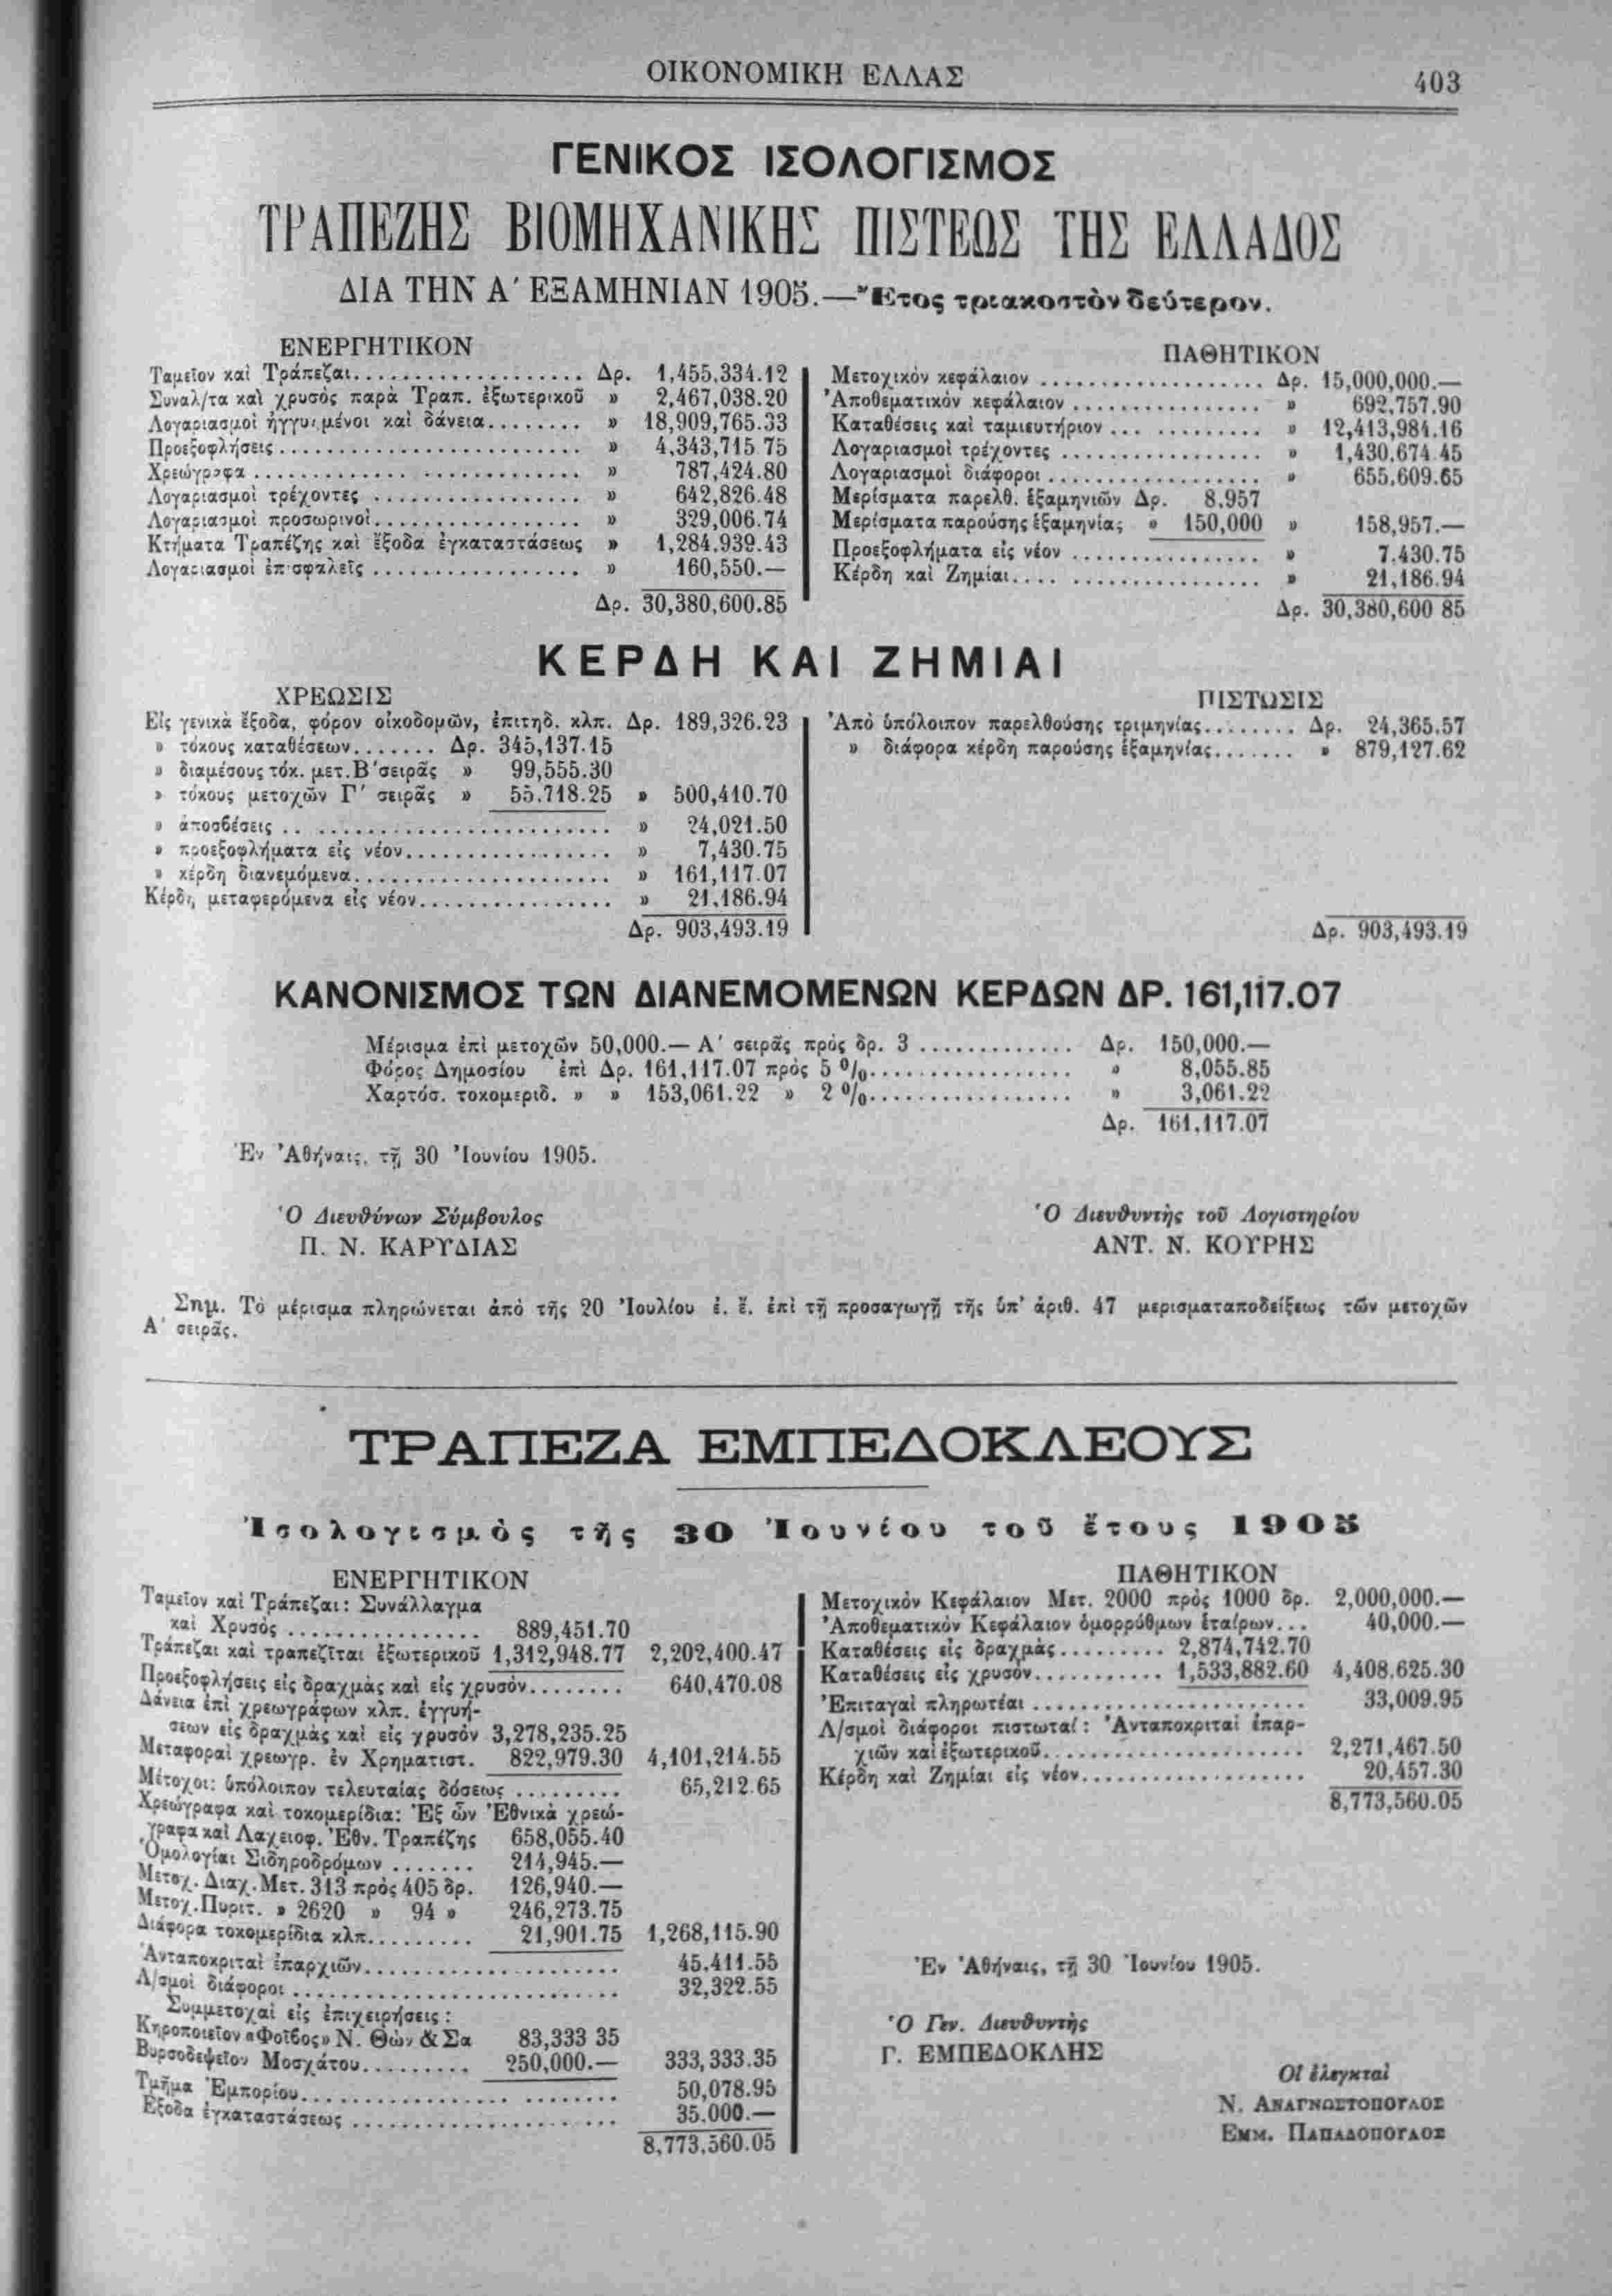 ΟΙΚΟΝΟΜΙΚΗ ΕΛΛΑΣ
403
ΓΕΝΙΚΟΣ ΙΣΟΛΟΓΙΣΜΟΣ
ΤΡΑΠΕΖΗΣ ΒΙΟΜΗΧΑΝΙΚΗΣ ΠΙΣΤΕΩΣ ΤΗΣ ΕΛΛΑΔΟΣ
ΔΙΑ ΤΗΝ Α΄ ΕΞΑΜΗΝΙΑΝ 1905.—Ἔτος τριακοστὸν δεύτερον.
ΕΝΕΡΓΗΤΙΚΟΝ
Ταμεῖον καὶ Τράπεζαι.................... Δρ. 1,455,334.12
Συναλ/τα καὶ χρυσὸς παρὰ Τραπ. ἐξωτερικοῦ » 2,467,038.20
Λογαριασμοὶ ἠγγυημένοι καὶ δάνεια......... » 18,909,765.33
Προεξοφλήσεις......................... » 4,343,715 75
Χρεώγραφα......................... » 787,424.80
Λογαριασμοὶ τρέχοντες .................. » 642,826.48
Λογαριασμοὶ προσωρινοί.................. » 329,006.74
Κτήματα Τραπέζης καὶ ἔξοδα ἐγκαταστάσεως » 1,284,939.43
Λογαριασμοὶ ἐπισφαλεῖς .................. » 160,550.—
Δρ. 30,380,600.85
ΠΑΘΗΤΙΚΟΝ
Μετοχικὸν κεφάλαιον .................... Δρ. 15,000,000.—
Ἀποθεματικὸν κεφάλαιον ................. » 692,757.90
Καταθέσεις καὶ ταμιευτήριον ... .......... » 12,413,984.16
Λογαριασμοὶ τρέχοντες .................. » 1,430,674 45
Λογαριασμοὶ διάφοροι ................... » 655,609.65
Μερίσματα παρελθ. ἑξαμηνιῶν Δρ. 8,957
Μερίσματα παρούσης ἑξαμηνίας » 150,000 » 158,957.—
Προεξοφλήματα εἰς νέον ................. » 7,430.75
Κέρδη καὶ Ζημίαι.... ................. » 21,186.94
Δρ. 30,380,600 85
ΚΕΡΔΗ ΚΑΙ ΖΗΜΙΑΙ
ΧΡΕΩΣΙΣ
Εἰς γενικὰ ἔξοδα, φόρον οἰκοδομῶν, ἐπιτηδ. κλπ. Δρ. 189,326.23
» τόκους καταθέσεων....... Δρ. 345,137.15
» διαμέσους τόκ. μετ. Β΄ σειρᾶς » 99,555.30
» τόκους μετοχῶν Γ΄ σειρᾶς » 55.718.25 » 500,410.70
» ἀποσβέσεις .. ........................ » 24,021.50
» προεξοφλήματα εἰς νέον.................. » 7,430.75
» κέρδη διανεμόμενα...................... » 161,117.07
Κέρδη μεταφερόμενα εἰς νέον................. » 21,186.94
Δρ. 903,493.19
ΠΙΣΤΩΣΙΣ
Ἀπὸ ὑπόλοιπον παρελθούσης τριμηνίας........ Δρ. 24,365.57
» διάφορα κέρδη παρούσης ἑξαμηνίας....... » 879,127.62
Δρ. 903,493.19
ΚΑΝΟΝΙΣΜΟΣ ΤΩΝ ΔΙΑΝΕΜΟΜΕΝΩΝ ΚΕΡΔΩΝ ΔΡ. 161,117.07
Μέρισμα ἐπὶ μετοχῶν 50,000.— Α΄ σειρᾶς πρὸς δρ. 3 .............. Δρ. 150,000.—
Φόρος Δημοσίου ἐπὶ Δρ. 161,117.07 πρὸς 5 %.................. » 8,055.85
Χαρτόσ. τοκομεριδ. » » 153,061.22 » 2 %.................. » 3,061.22
Δρ. 161,117.07
Ἐν Ἀθήναις, τῇ 30 Ἰουνίου 1905.
Ὁ Διευθύνων Σύμβουλος
Π. Ν. ΚΑΡΥΔΙΑΣ
Ὁ Διευθυντὴς τοῦ Λογιστηρίου
ΑΝΤ. Ν. ΚΟΥΡΗΣ
Σημ. Τὸ μέρισμα πληρώνεται ἀπὸ τῆς 20 Ἰουλίου ἐ. ἔ. ἐπὶ τῇ προσαγωγῇ τῆς ὑπ᾽ ἀριθ. 47 μερισματαποδείξεως τῶν μετοχῶν
Α΄ σειρᾶς.
ΤΡΑΠΕΖΑ ΕΜΠΕΔΟΚΛΕΟΥΣ
Ἰσολογισμὸς τῆς 30 Ἰουνίου τοῦ ἔτους 1905
ΕΝΕΡΓΗΤΙΚΟΝ
Ταμεῖον καὶ Τράπεζαι: Συνάλλαγμα
καὶ Χρυσός ................ 889,451.70
Τράπεζαι καὶ τραπεζῖται ἐξωτερικοῦ 1,312,948.77 2,202,400.47
Προεξοφλήσεις εἰς δραχμὰς καὶ εἰς χρυσόν........ 640,470.08
Δάνεια ἐπὶ χρεωγράφων κλπ. ἐγγυή-
σεων εἰς δραχμὰς καὶ εἰς χρυσόν 3,278,235.25
Μεταφοραὶ χρεωγρ. ἐν Χρηματιστ. 822,979.30 4,101,214.55
Μέτοχοι: ὑπόλοιπον τελευταίας δόσεως ......... 65,212.65
Χρεώγραφα καὶ τοκομερίδια: Ἐξ ὧν Ἐθνικὰ χρεώ-
γραφα καὶ Λαχειοφ. Ἐθν. Τραπέζης 658,055.40
Ὁμολογίαι Σιδηροδρόμων ....... 214,945.—
Μετοχ. Διαχ. Μετ. 313 πρὸς 405 δρ. 126,940.—
Μετοχ. Πυριτ. » 2620 » 94 » 246,273.75
Διάφορα τοκομερίδια κλπ......... 21,901.75 1,268,115.90
Ἀνταποκριταὶ ἐπαρχιῶν...................... 45,411.55
Λ/σμοὶ διάφοροι ............................ 32,322.55
Συμμετοχαὶ εἰς ἐπιχειρήσεις:
Κηροποιεῖον «Φοῖβος» Ν. Θὼν & Σα 83,333 35
Βυρσοδεψεῖον Μοσχάτου......... 250,000.— 333,333.35
Τμῆμα Ἐμπορίου........................... 50,078.95
Ἔξοδα ἐγκαταστάσεως ....................... 35.000.—
8,773,560.05
ΠΑΘΗΤΙΚΟΝ
Μετοχικὸν Κεφάλαιον Μετ. 2000 πρὸς 1000 δρ. 2,000,000.—
Ἀποθεματικὸν Κεφάλαιον ὁμορρύθμων ἑταίρων... 40,000.—
Καταθέσεις εἰς δραχμάς......... 2,874,742.70
Καταθέσεις εἰς χρυσόν........... 1,533,882.60 4,408,625.30
Ἐπιταγαὶ πληρωτέαι ........................ 33,009.95
Λ/σμοὶ διάφοροι πιστωταί: Ἀνταποκριταὶ ἐπαρ-
χιῶν καὶ ἐξωτερικοῦ....................... 2,271,467.50
Κέρδη καὶ Ζημίαι εἰς νέον.................... 20,457.30
8,773,560.05
Ἐν Ἀθήναις, τῇ 30 Ἰουνίου 1905.
Ὁ Γεν. Διευθυντὴς
Γ. ΕΜΠΕΔΟΚΛΗΣ
Οἱ ἐλεγκταὶ
Ν. ΑΝΑΓΝΩΣΤΟΠΟΥΛΟΣ
ΕΜΜ. ΠΑΠΑΔΟΠΟΥΛΟΣ